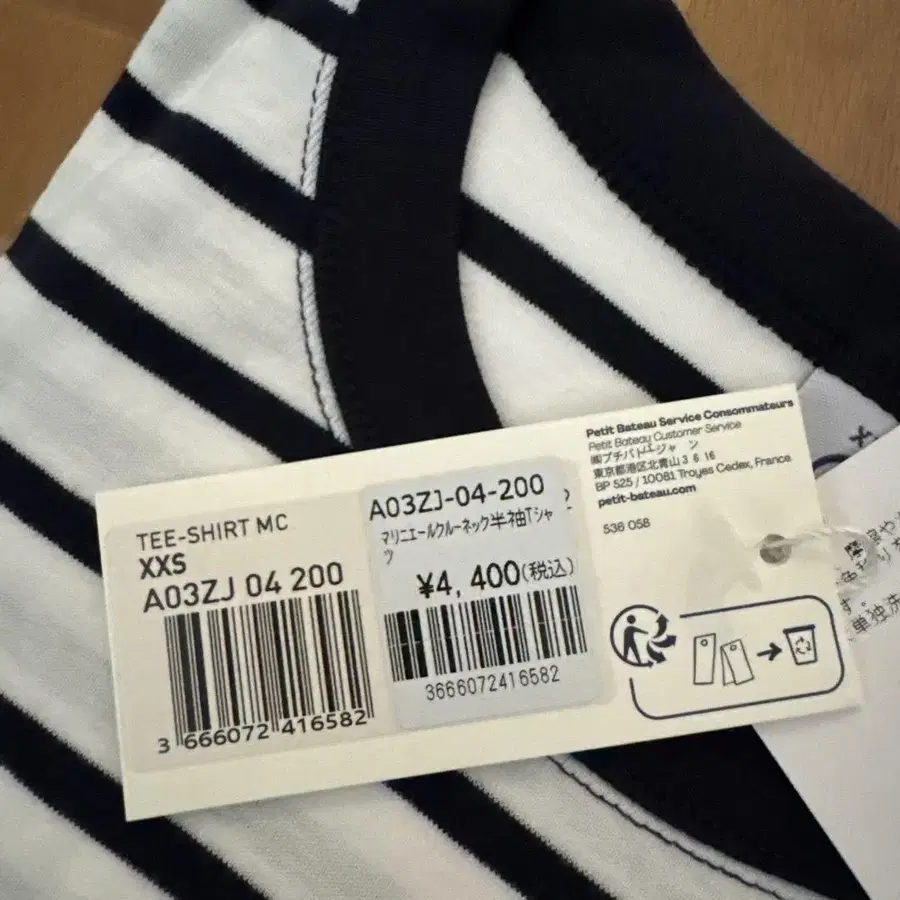 TEE-SHIRT MC
XXS
A03ZJ 04 200
3 666072 416582
A03ZJ-04-200
マリニエールクルーネック半袖Tシャ
ツ
¥4,400(税込)
3666072416582
Petit Bateau Service Consommateurs
Petit Bateau Customer Service
㈱プチバトー ジャパン
東京都港区北青山3 6 16
BP 525 / 10081 Troyes Cedex, France
petit-bateau.com
536 058
単独洗